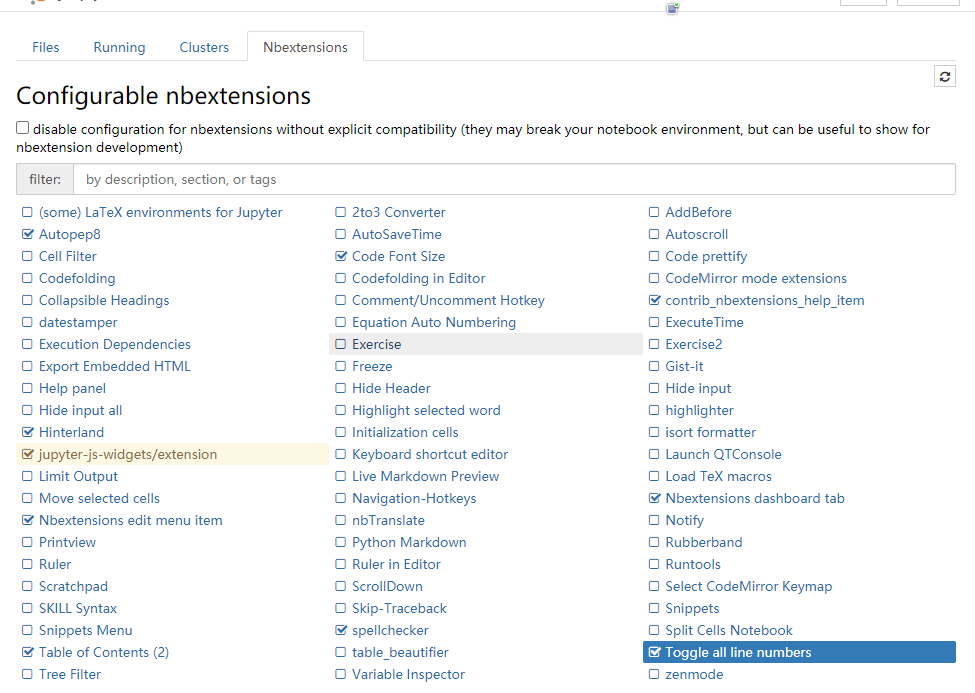 Files Running Clusters Nbextensions
Configurable nbextensions
disable configuration for nbextensions without explicit compatibility (they may break your notebook environment, but can be useful to show for
nbextension development)
filter: by description, section, or tags
(some) LaTeX environments for Jupyter 2to3 Converter AddBefore
Autopep8 AutoSaveTime Autoscroll
Cell Filter Code Font Size Code prettify
Codefolding Codefolding in Editor CodeMirror mode extensions
Collapsible Headings Comment/Uncomment Hotkey contrib_nbextensions_help_item
datestamper Equation Auto Numbering ExecuteTime
Execution Dependencies Exercise Exercise2
Export Embedded HTML Freeze Gist-it
Help panel Hide Header Hide input
Hide input all Highlight selected word highlighter
Hinterland Initialization cells isort formatter
jupyter-js-widgets/extension Keyboard shortcut editor Launch QTConsole
Limit Output Live Markdown Preview Load TeX macros
Move selected cells Navigation-Hotkeys Nbextensions dashboard tab
Nbextensions edit menu item nbTranslate Notify
Printview Python Markdown Rubberband
Ruler Ruler in Editor Runtools
Scratchpad ScrollDown Select CodeMirror Keymap
SKILL Syntax Skip-Traceback Snippets
Snippets Menu spellchecker Split Cells Notebook
Table of Contents (2) table_beautifier Toggle all line numbers
Tree Filter Variable Inspector zenmode